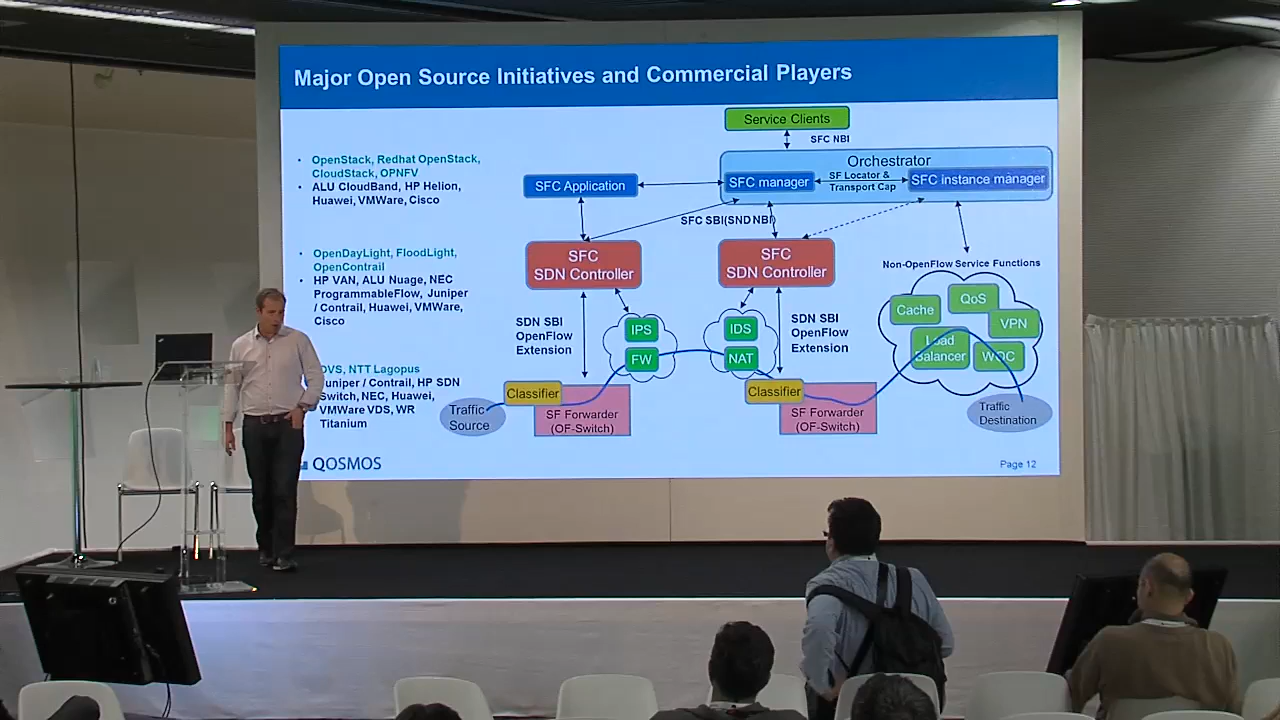 Major Open Source Initiatives and Commercial Players
• OpenStack, Redhat OpenStack,
CloudStack, OPNFV
• ALU CloudBand, HP Helion,
Huawei, VMWare, Cisco
• OpenDayLight, FloodLight,
OpenContrail
• HP VAN, ALU Nuage, NEC
ProgrammableFlow, Juniper
/ Contrail, Huawei, VMWare,
Cisco
OVS, NTT Lagopus
Juniper / Contrail, HP SDN
Switch, NEC, Huawei,
VMWare VDS, WR
Titanium
Service Clients
SFC NBI
Orchestrator
SFC Application
SFC manager
SF Locator &
Transport Cap
SFC instance manager
SFC SBI(SND NBI)
SFC
SDN Controller
SFC
SDN Controller
Non-OpenFlow Service Functions
SDN SBI
OpenFlow
Extension
IPS
FW
IDS
NAT
SDN SBI
OpenFlow
Extension
Cache
QoS
VPN
Load
Balancer
WOC
Traffic
Source
Classifier
SF Forwarder
(OF-Switch)
Classifier
SF Forwarder
(OF-Switch)
Traffic
Destination
QOSMOS
Page 12